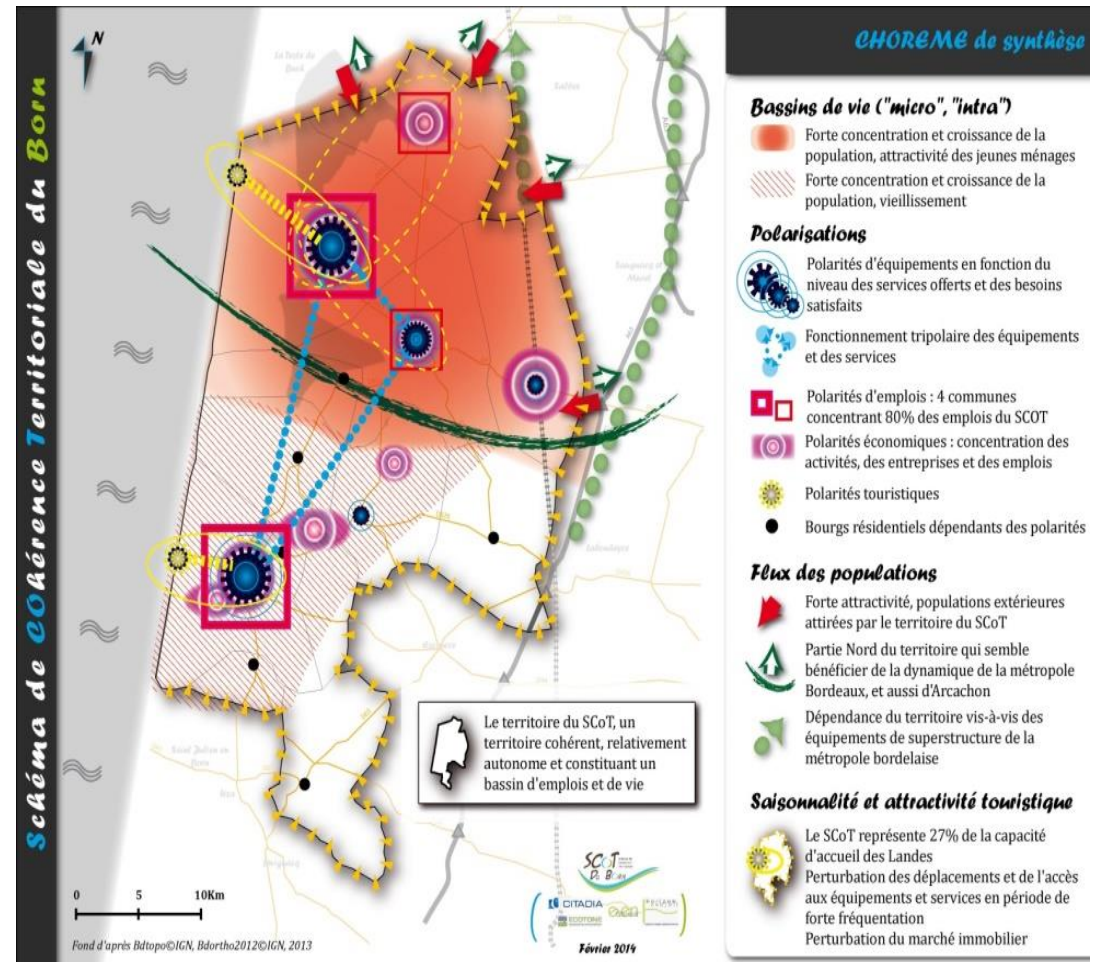 Schéma de COhérence Territoriale du Born
N
CHOREME de synthèse
Bassins de vie ("micro", "intra")
Forte concentration et croissance de la
population, attractivité des jeunes ménages
Forte concentration et croissance de la
population, vieillissement
Polarisations
Polarités d'équipements en fonction du
niveau des services offerts et des besoins
satisfaits
Fonctionnement tripolaire des équipements
et des services
Polarités d'emplois : 4 communes
concentrant 80% des emplois du SCOT
Polarités économiques : concentration des
activités, des entreprises et des emplois
Polarités touristiques
Bourgs résidentiels dépendants des polarités
Flux des populations
Forte attractivité, populations extérieures
attirées par le territoire du SCoT
Partie Nord du territoire qui semble
bénéficier de la dynamique de la métropole
Bordeaux, et aussi d'Arcachon
Dépendance du territoire vis-à-vis des
équipements de superstructure de la
métropole bordelaise
Saisonnalité et attractivité touristique
Le SCoT représente 27% de la capacité
d'accueil des Landes
Perturbation des déplacements et de l'accès
aux équipements et services en période de
forte fréquentation
Perturbation du marché immobilier
Le territoire du SCoT, un
territoire cohérent, relativement
autonome et constituant un
bassin d'emplois et de vie
Saint Julien en
Born
0 5 10Km
Fond d'après Bdtopo©IGN, Bdortho2012©IGN, 2013
SCoT
Du Born
CITADIA
ECOTONE
Février 2014